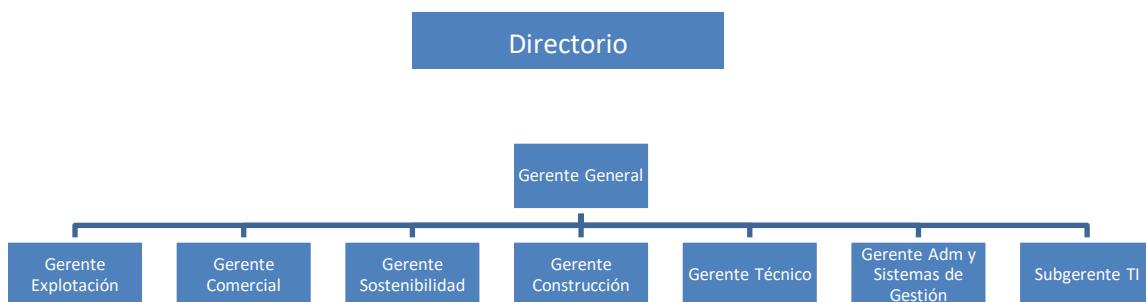 Directorio
Gerente General
Gerente
Explotación
Gerente
Comercial
Gerente
Sostenibilidad
Gerente
Construcción
Gerente Técnico
Gerente Adm y
Sistemas de
Gestión
Subgerente TI